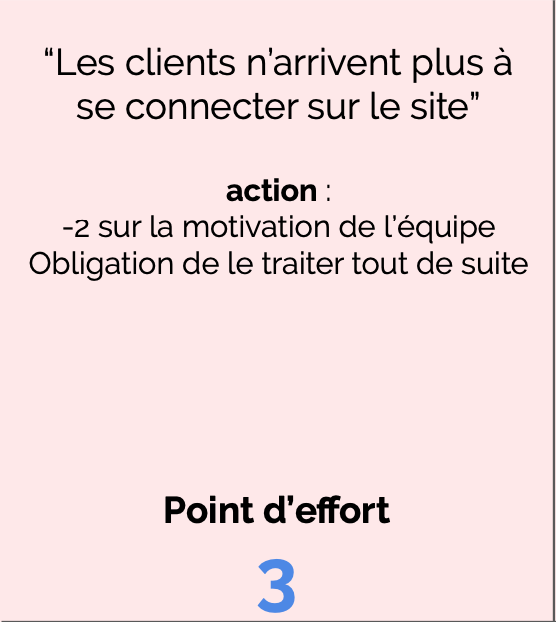 “Les clients n’arrivent plus à
se connecter sur le site”
action :
-2 sur la motivation de l’équipe
Obligation de le traiter tout de suite
Point d’effort
3